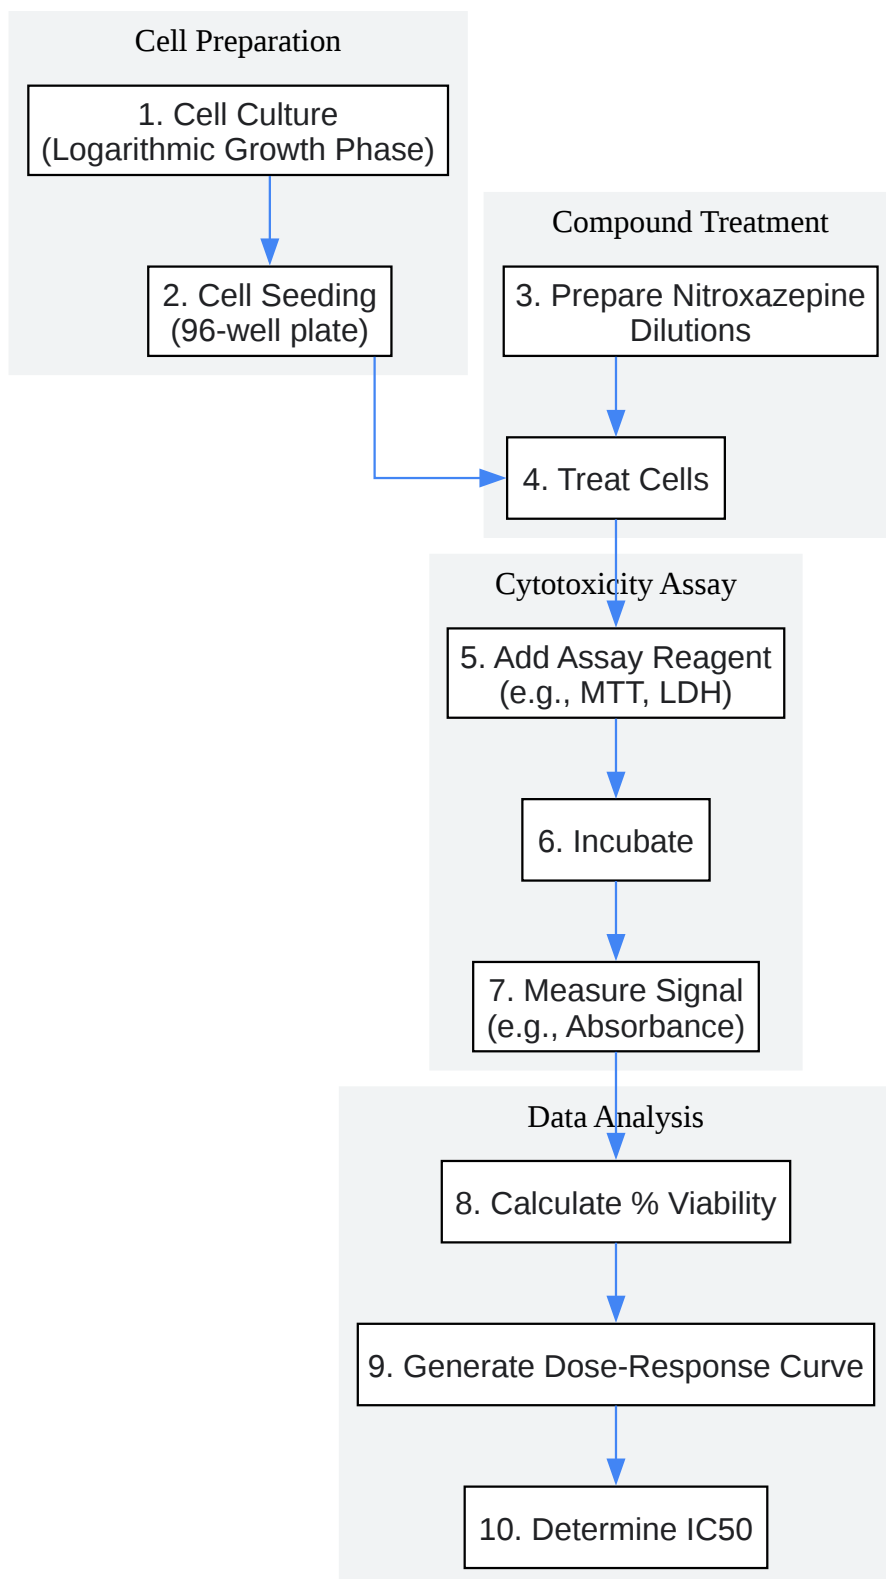 Cell Preparation
1. Cell Culture
(Logarithmic Growth Phase)
2. Cell Seeding
(96-well plate)
Compound Treatment
3. Prepare Nitroxazepine
Dilutions
4. Treat Cells
Cytotoxicity Assay
5. Add Assay Reagent
(e.g., MTT, LDH)
6. Incubate
7. Measure Signal
(e.g., Absorbance)
Data Analysis
8. Calculate % Viability
9. Generate Dose-Response Curve
10. Determine IC50